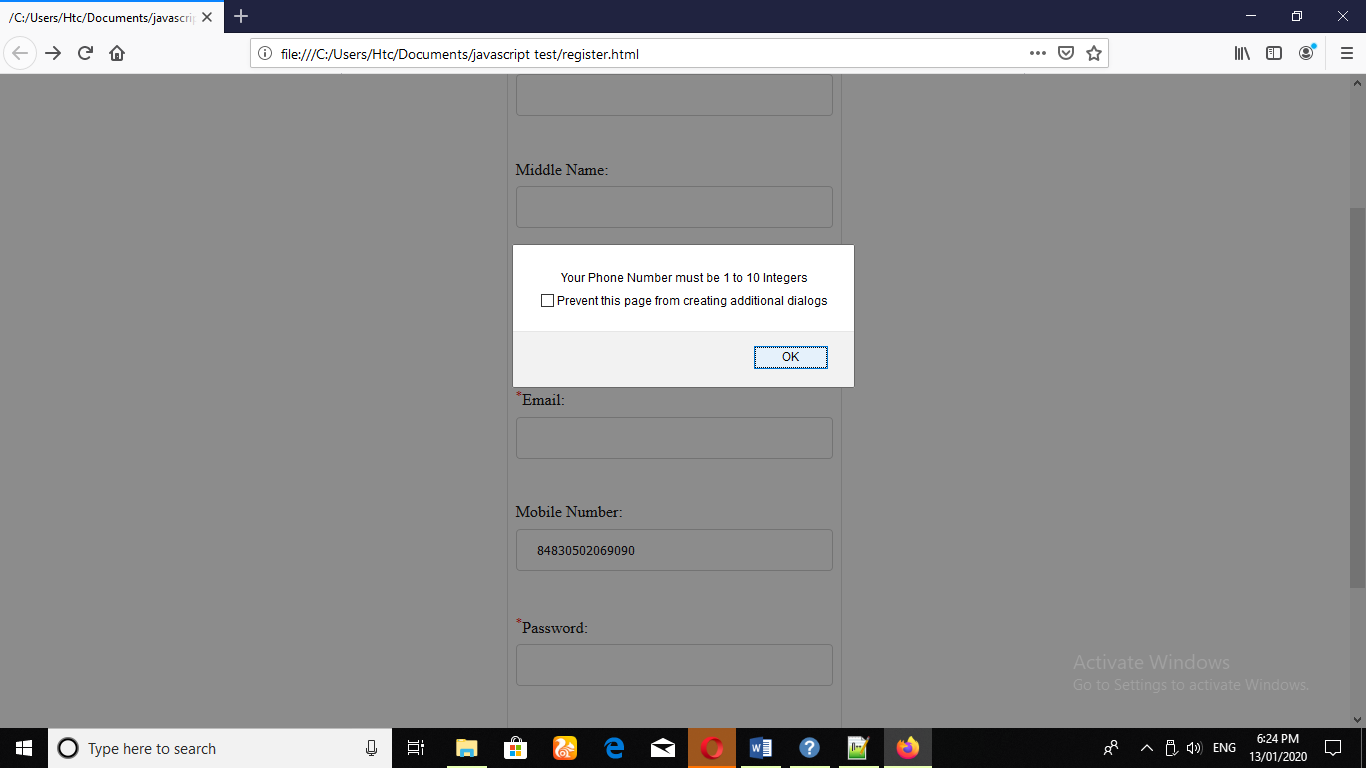 /C:/Users/Htc/Documents/javascri
file:///C:/Users/Htc/Documents/javascript test/register.html
Middle Name:
Your Phone Number must be 1 to 10 Integers
Prevent this page from creating additional dialogs
OK
*Email:
Mobile Number:
84830502069090
*Password:
Activate Windows
Go to Settings to activate Windows.
Type here to search
ENG
6:24 PM
13/01/2020